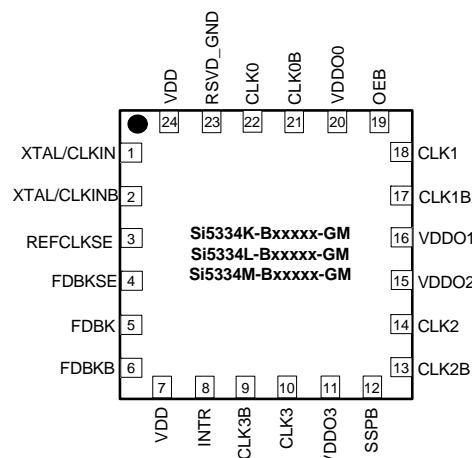 VDD
RSVD_GND
CLK0
CLK0B
VDDO0
OEB
24
23
22
21
20
19
XTAL/CLKIN
1
XTAL/CLKINB
2
REFCLKSE
3
FDBKSE
4
FDBK
5
FDBKB
6
Si5334K-Bxxxxx-GM
Si5334L-Bxxxxx-GM
Si5334M-Bxxxxx-GM
18 CLK1
17 CLK1B
16 VDDO1
15 VDDO2
14 CLK2
13 CLK2B
7
8
9
10
11
12
VDD
INTR
CLK3B
CLK3
VDDO3
SSPB